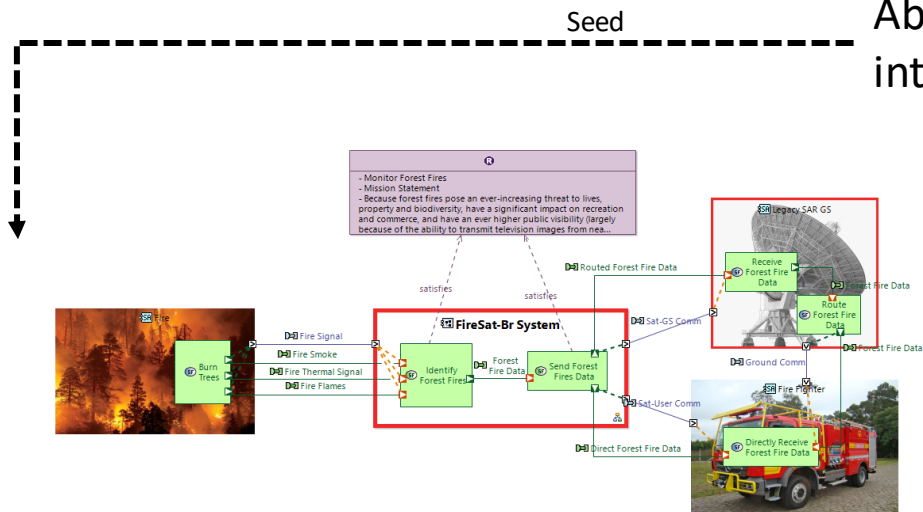 Seed
Ab
int
R
- Monitor Forest Fires
- Mission Statement
- Because forest fires pose an ever-increasing threat to lives,
property and biodiversity, have a significant impact on recreation
and commerce, and have an ever higher public visibility (largely
because of the ability to transmit television images from nea...
satisfies
satisfies
SA Fire
Burn
Trees
Fire Signal
Fire Smoke
Fire Thermal Signal
Fire Flames
FireSat-Br System
Identify
Forest Fires
Forest
Fire Data
Send Forest
Fires Data
Routed Forest Fire Data
Sat-GS Comm
Sat-User Comm
Direct Forest Fire Data
SA Legacy SAR GS
Receive
Forest Fire
Data
Forest Fire Data
Route
Forest Fire
Data
Forest Fire Data
Ground Comm
SA Fire Fighter
Directly Receive
Forest Fire Data